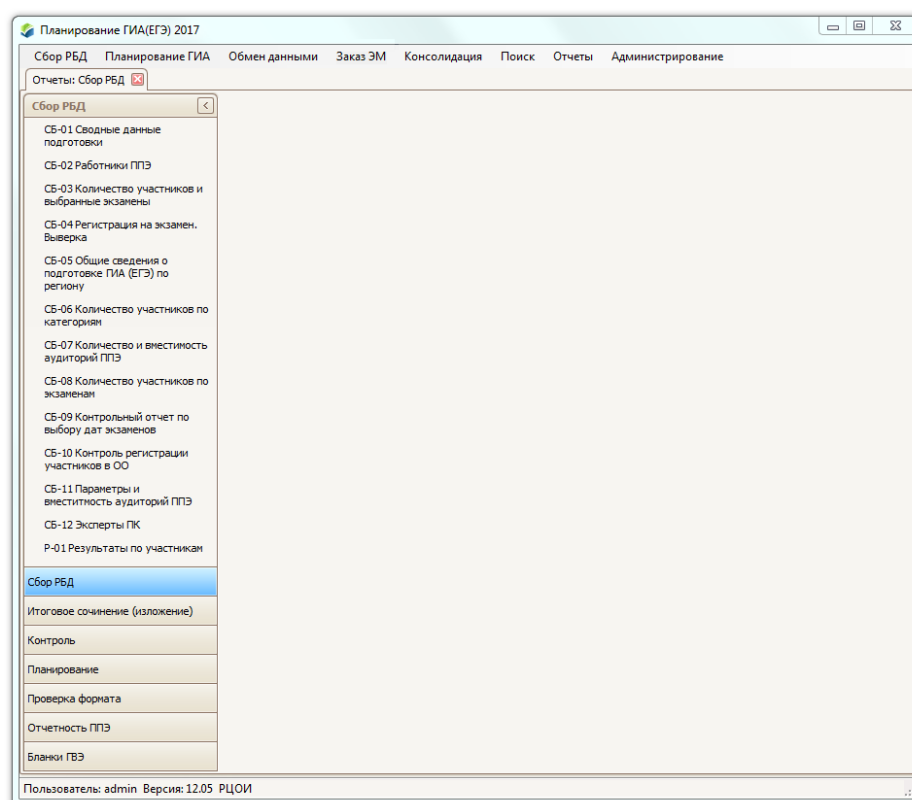 Планирование ГИА(ЕГЭ) 2017
Сбор РБД Планирование ГИА Обмен данными Заказ ЭМ Консолидация Поиск Отчеты Администрирование
Отчеты: Сбор РБД
Сбор РБД
СБ-01 Сводные данные
подготовки
СБ-02 Работники ППЭ
СБ-03 Количество участников и
выбранные экзамены
СБ-04 Регистрация на экзамен.
Выверка
СБ-05 Общие сведения о
подготовке ГИА (ЕГЭ) по
региону
СБ-06 Количество участников по
категориям
СБ-07 Количество и вместимость
аудиторий ППЭ
СБ-08 Количество участников по
экзаменам
СБ-09 Контрольный отчет по
выбору дат экзаменов
СБ-10 Контроль регистрации
участников в ОО
СБ-11 Параметры и
вместитмость аудиторий ППЭ
СБ-12 Эксперты ПК
Р-01 Результаты по участникам
Сбор РБД
Итоговое сочинение (изложение)
Контроль
Планирование
Проверка формата
Отчетность ППЭ
Бланки ГВЭ
Пользователь: admin Версия: 12.05 РЦОИ